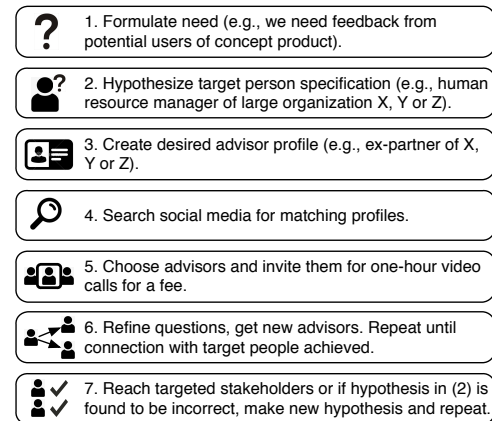 ?
1. Formulate need (e.g., we need feedback from
potential users of concept product).
?
2. Hypothesize target person specification (e.g., human
resource manager of large organization X, Y or Z).
3. Create desired advisor profile (e.g., ex-partner of X,
Y or Z).
4. Search social media for matching profiles.
5. Choose advisors and invite them for one-hour video
calls for a fee.
6. Refine questions, get new advisors. Repeat until
connection with target people achieved.
7. Reach targeted stakeholders or if hypothesis in (2) is
found to be incorrect, make new hypothesis and repeat.